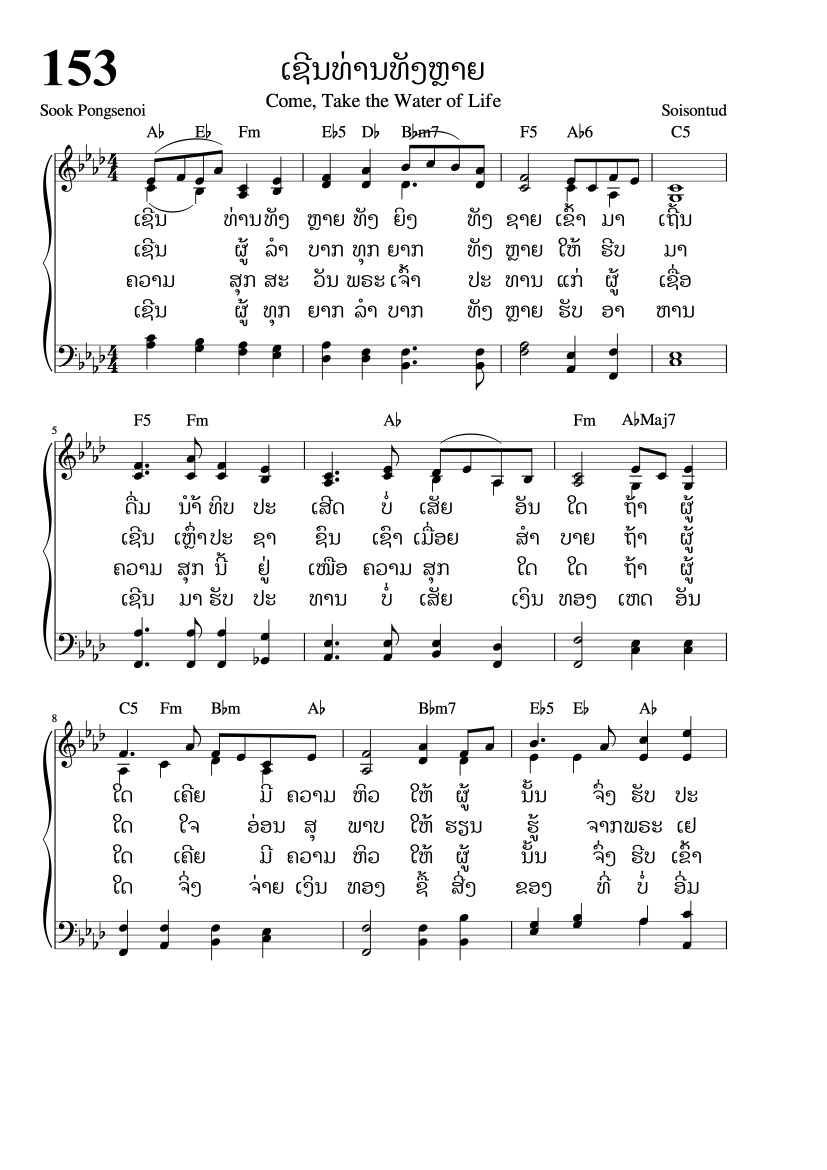 153
ເຊີນທ່ານທັງຫຼາຍ
Come, Take the Water of Life
Sook Pongsenoi Soisontud
A♭ E♭ Fm E♭5 D♭ B♭m7 F5 A♭6 C5
ເຊີນ ທ່ານທັງ ຫຼາຍ ທັງ ຍິງ ທັງ ຊາຍ ເຂົ້າ ມາ ເຖີ້ນ
ເຊີນ ຜູ້ ລຳ ບາກ ທຸກ ຍາກ ທັງ ຫຼາຍ ໃຫ້ ຮີບ ມາ
ຄວາມ ສຸກ ສະ ວັນ ພຣະ ເຈົ້າ ປະ ທານ ແກ່ ຜູ້ ເຊື່ອ
ເຊີນ ຜູ້ ທຸກ ຍາກ ລຳ ບາກ ທັງ ຫຼາຍ ຮັບ ອາ ຫານ
5 F5 Fm A♭ Fm A♭Maj7
ດື່ມ ນ້ຳ ທິບ ປະ ເສີດ ບໍ່ ເສັຍ ອັນ ໃດ ຖ້າ ຜູ້
ເຊີນ ເຫຼົ່າ ປະ ຊາ ຊົນ ເຊົາ ເມື່ອຍ ສຳ ບາຍ ຖ້າ ຜູ້
ຄວາມ ສຸກ ນີ້ ຢູ່ ເໜືອ ຄວາມ ສຸກ ໃດ ໃດ ຖ້າ ຜູ້
ເຊີນ ມາ ຮັບ ປະ ທານ ບໍ່ ເສັຍ ເງິນ ທອງ ເຫດ ອັນ
8 C5 Fm B♭m A♭ B♭m7 E♭5 E♭ A♭
ໃດ ເຄີຍ ມີ ຄວາມ ຫິວ ໃຫ້ ຜູ້ ນັ້ນ ຈຶ່ງ ຮັບ ປະ
ໃດ ໃຈ ອ່ອນ ສຸ ພາບ ໃຫ້ ຮຽນ ຮູ້ ຈາກພຣະ ເຢ
ໃດ ເຄີຍ ມີ ຄວາມ ຫິວ ໃຫ້ ຜູ້ ນັ້ນ ຈຶ່ງ ຮີບ ເຂົ້າ
ໃດ ຈຶ່ງ ຈ່າຍ ເງິນ ທອງ ຊື້ ສິ່ງ ຂອງ ທີ່ ບໍ່ ອີ່ມ